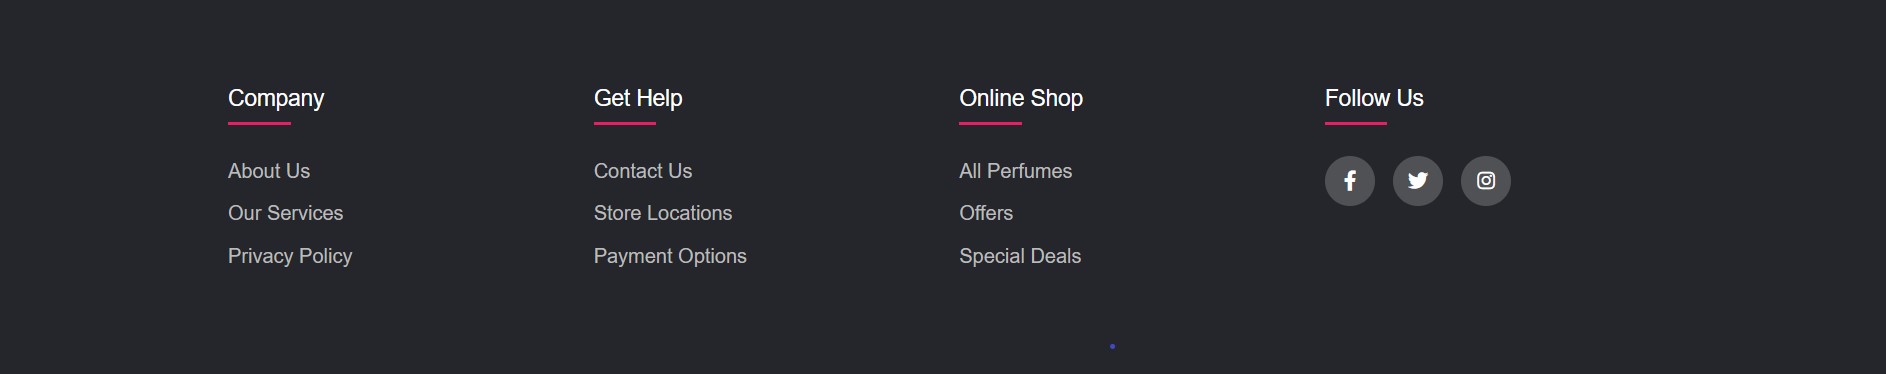 Company
About Us
Our Services
Privacy Policy
Get Help
Contact Us
Store Locations
Payment Options
Online Shop
All Perfumes
Offers
Special Deals
Follow Us